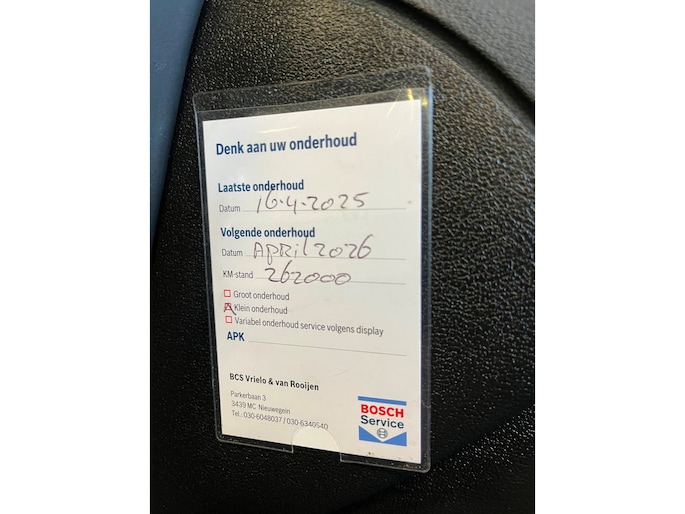 Denk aan uw onderhoud
Laatste onderhoud
Datum 16-4-2025
Volgende onderhoud
Datum April 2026
KM-stand 262000
Groot onderhoud
Klein onderhoud
Variabel onderhoud service volgens display
APK
BCS Vrielo & van Rooijen
Parkerbaan 3
3439 MC Nieuwegein
Tel.: 030-6048037 / 030-6340540
BOSCH
Service